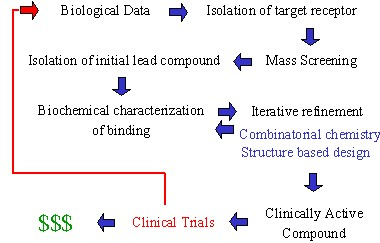 Biological Data
Isolation of target receptor
Isolation of initial lead compound
Mass Screening
Biochemical characterization
of binding
Iterative refinement
Combinatorial chemistry
Structure based design
Clinically Active
Compound
Clinical Trials
$$$